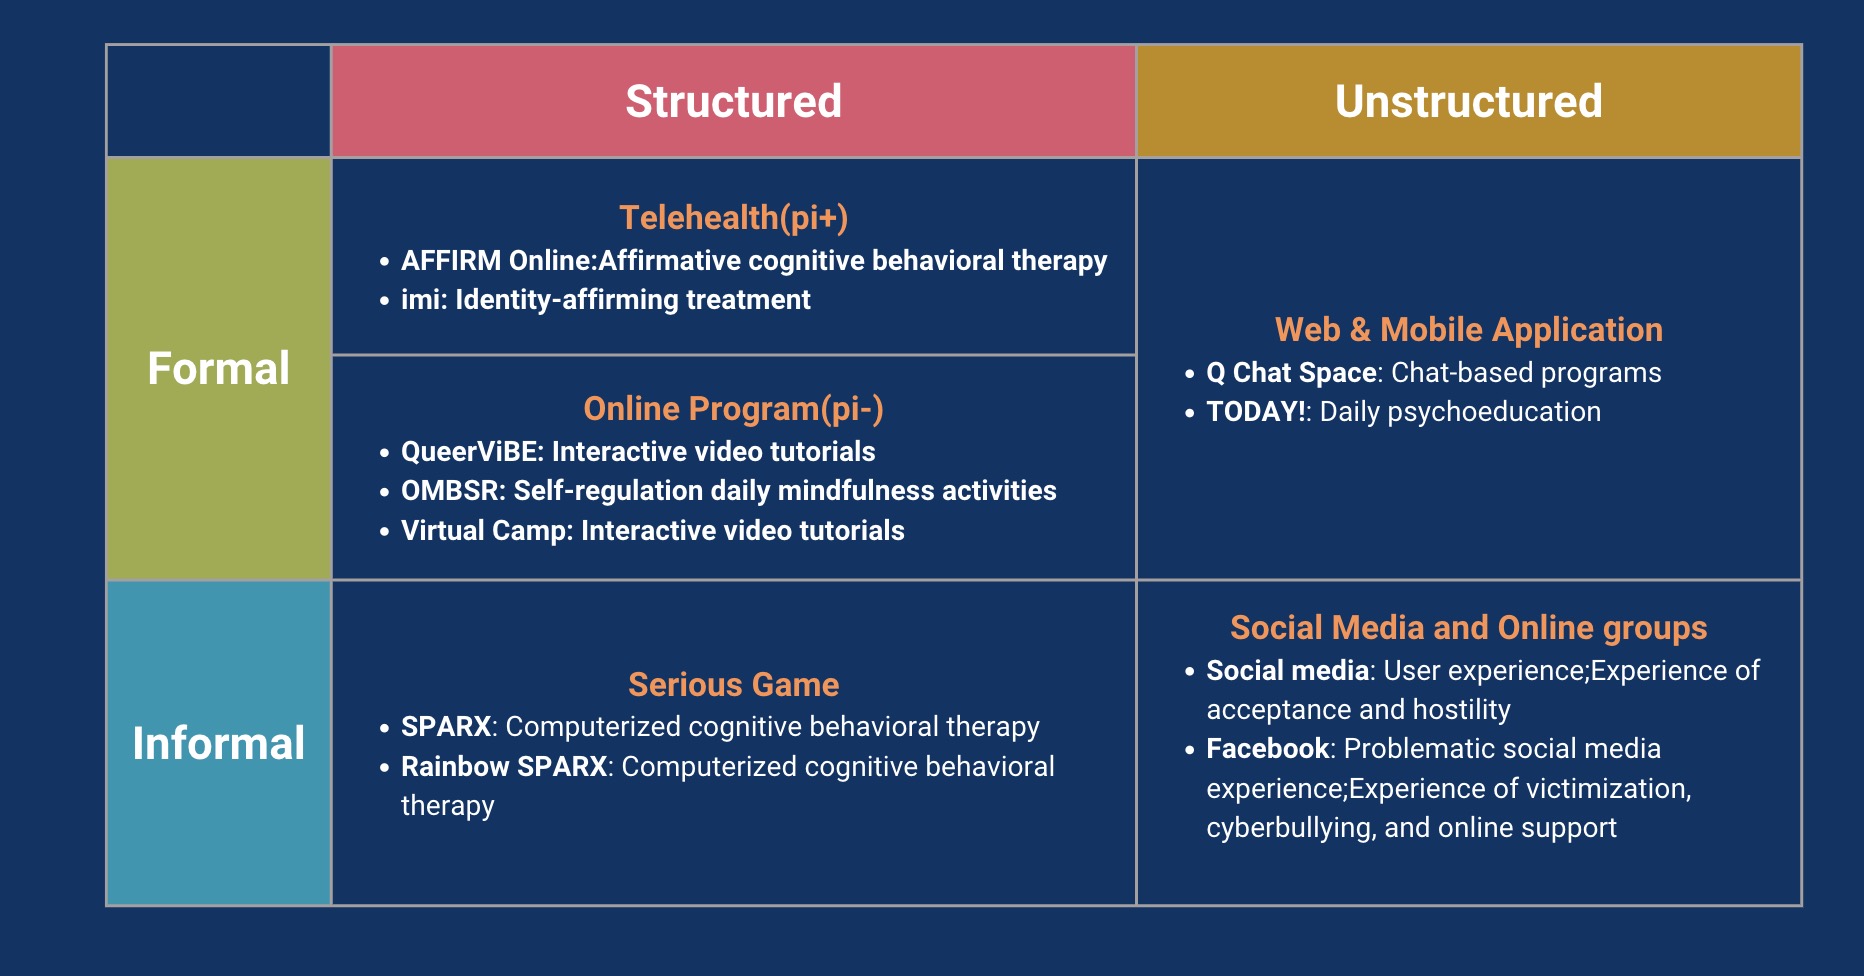 Structured
Unstructured
Formal
Telehealth(pi+)
• AFFIRM Online:Affirmative cognitive behavioral therapy
• imi: Identity-affirming treatment
Online Program(pi-)
• QueerViBE: Interactive video tutorials
• OMBSR: Self-regulation daily mindfulness activities
• Virtual Camp: Interactive video tutorials
Web & Mobile Application
• Q Chat Space: Chat-based programs
• TODAY!: Daily psychoeducation
Informal
Serious Game
• SPARX: Computerized cognitive behavioral therapy
• Rainbow SPARX: Computerized cognitive behavioral
therapy
Social Media and Online groups
• Social media: User experience;Experience of
acceptance and hostility
• Facebook: Problematic social media
experience;Experience of victimization,
cyberbullying, and online support